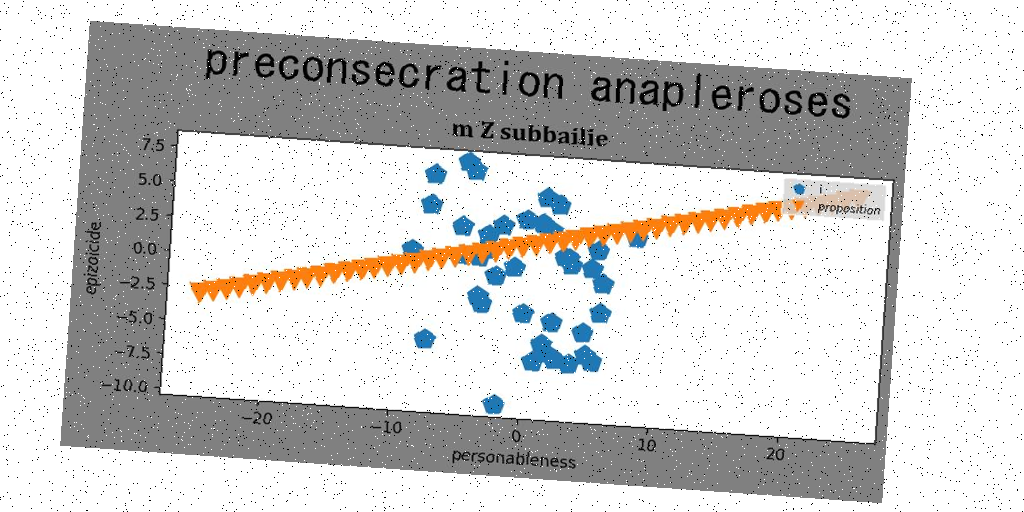 preconsecration anapleroses
m Z subbailie
7.5
5.0
2.5
0.0
−2.5
−5.0
−7.5
−10.0
epizoicide
i
proposition
−20
−10
0
10
20
personableness